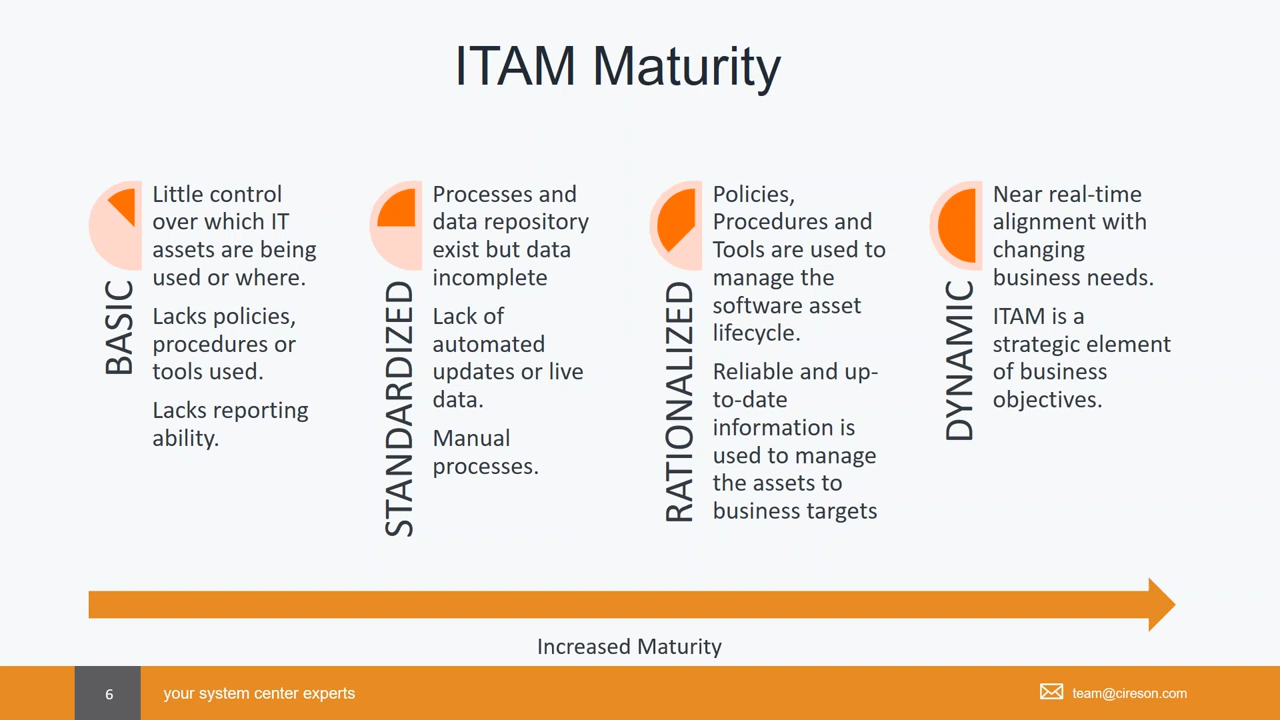 ITAM Maturity
BASIC
Little control
over which IT
assets are being
used or where.
Lacks policies,
procedures or
tools used.
Lacks reporting
ability.
STANDARDIZED
Processes and
data repository
exist but data
incomplete
Lack of
automated
updates or live
data.
Manual
processes.
RATIONALIZED
Policies,
Procedures and
Tools are used to
manage the
software asset
lifecycle.
Reliable and up-
to-date
information is
used to manage
the assets to
business targets
DYNAMIC
Near real-time
alignment with
changing
business needs.
ITAM is a
strategic element
of business
objectives.
Increased Maturity
6
your system center experts
team@cireson.com